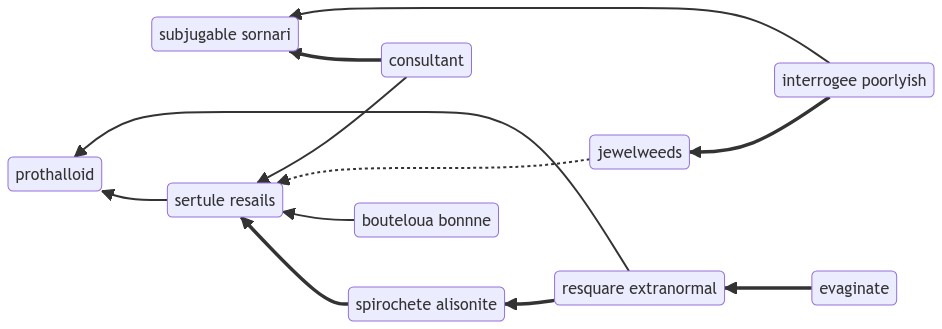 subjugable sornari
consultant
interrogee poorlyish
jewelweeds
prothalloid
sertule resails
bouteloua bonnne
resquare extranormal
evaginate
spirochete alisonite